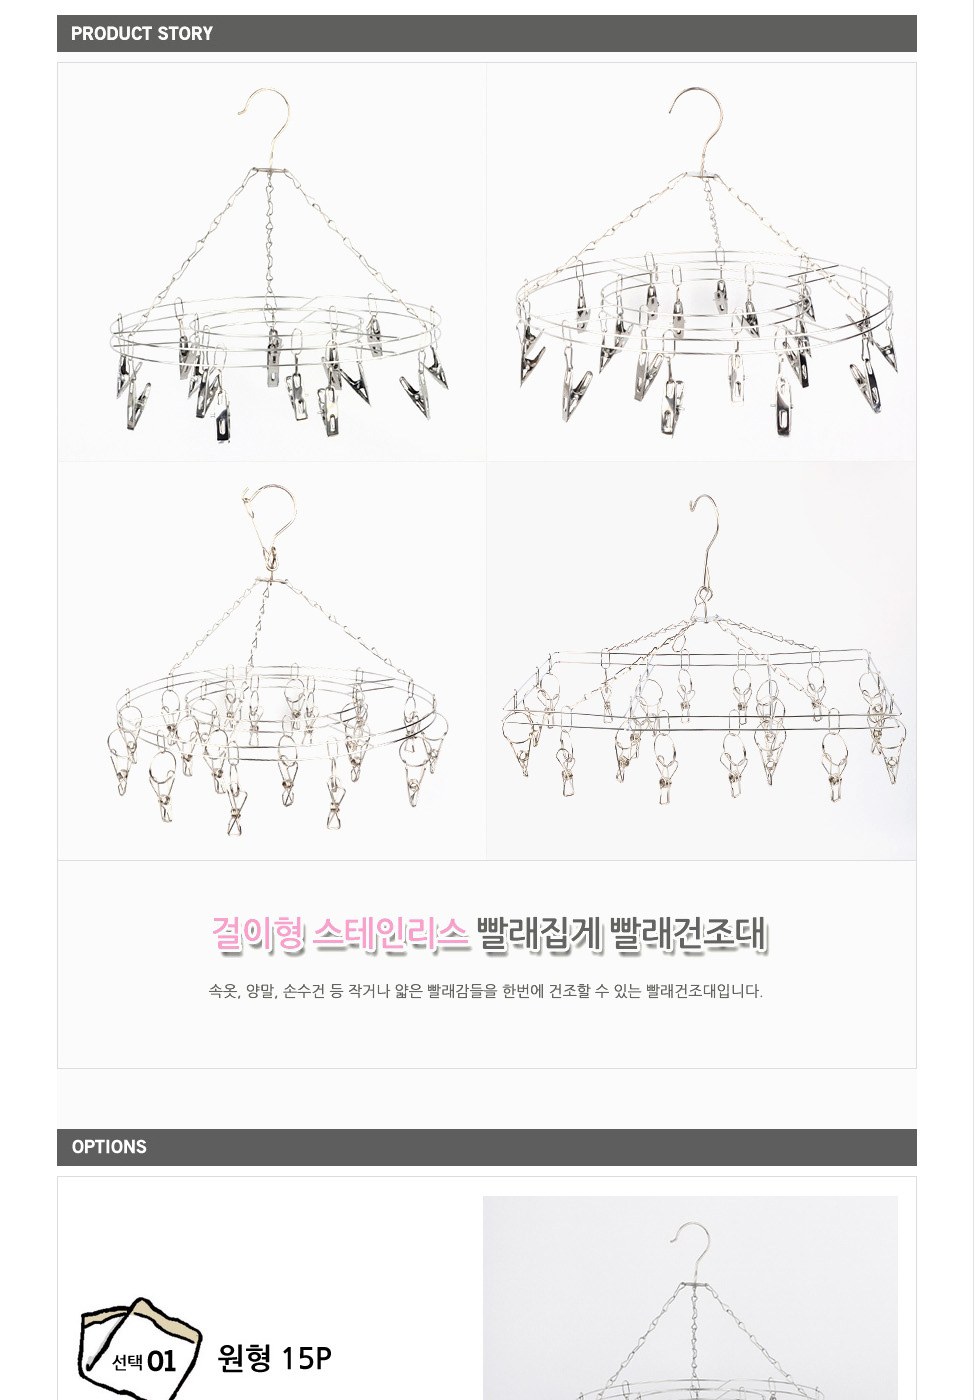 PRODUCT STORY
걸이형 스테인리스 빨래집게 빨래건조대
속옷, 양말, 손수건 등 작거나 얇은 빨래감들을 한번에 건조할 수 있는 빨래건조대입니다.
OPTIONS
선택 01
원형 15P